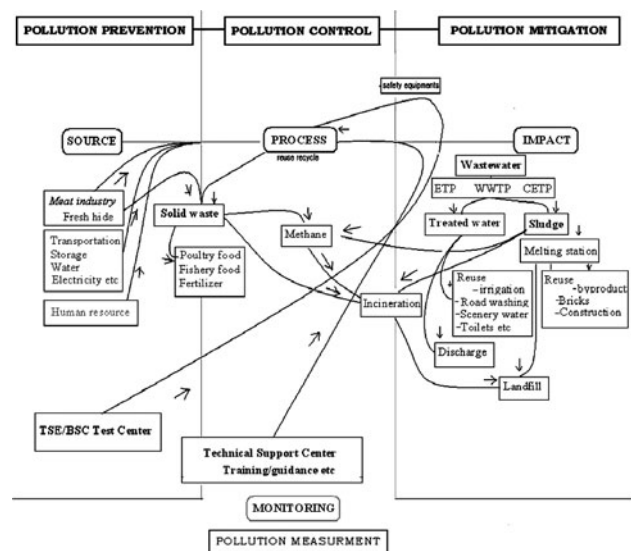 POLLUTION PREVENTION
POLLUTION CONTROL
POLLUTION MITIGATION
safety equipments
SOURCE
PROCESS
IMPACT
reuse recycle
Wastewater
ETP WWTP CETP
Meat industry
Fresh hide
Solid waste
Treated water
Sludge
Transportation
Storage
Water
Electricity etc
Methane
Melting station
Poultry food
Fishery food
Fertilizer
Reuse
-irrigation
-Road washing
-Scenery water
-Toilets etc
Reuse
-byproduct
-Bricks
-Construction
Human resource
Incineration
Discharge
Landfill
TSE/BSC Test Center
Technical Support Center
Training/guidance etc
MONITORING
POLLUTION MEASURMENT